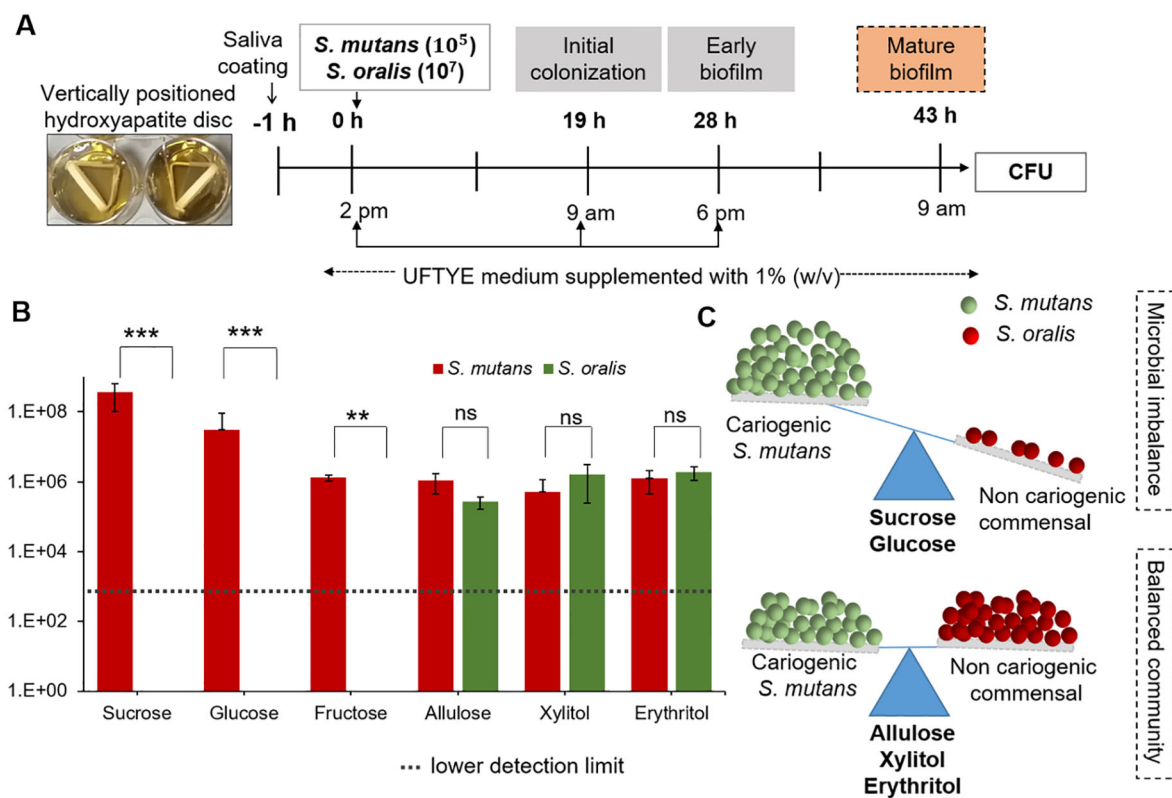 A
Saliva
coating
S. mutans (10⁵)
S. oralis (10⁷)
Initial
colonization
Early
biofilm
Mature
biofilm
Vertically positioned
hydroxyapatite disc
-1 h
0 h
19 h
28 h
43 h
CFU
2 pm
9 am
6 pm
9 am
UFTYE medium supplemented with 1% (w/v)
B
***
***
**
ns
ns
ns
S. mutans
S. oralis
1.E+08
1.E+06
1.E+04
1.E+02
1.E+00
Sucrose
Glucose
Fructose
Allulose
Xylitol
Erythritol
lower detection limit
C
S. mutans
S. oralis
Cariogenic
S. mutans
Non cariogenic
commensal
Sucrose
Glucose
Microbial imbalance
Cariogenic
S. mutans
Non cariogenic
commensal
Allulose
Xylitol
Erythritol
Balanced community